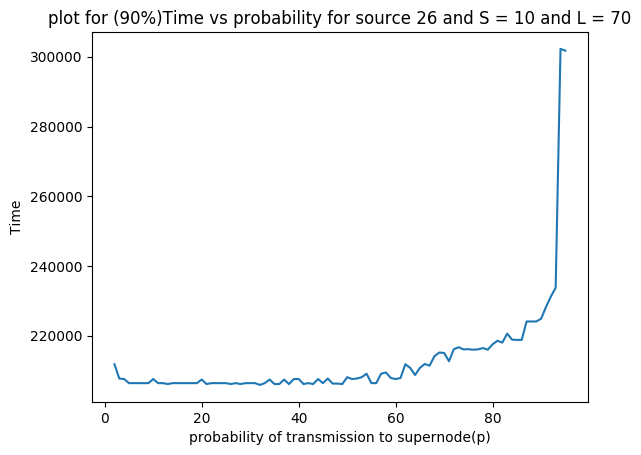 plot for (90%)Time vs probability for source 26 and S = 10 and L = 70
300000
280000
260000
240000
220000
Time
0 20 40 60 80
probability of transmission to supernode(p)